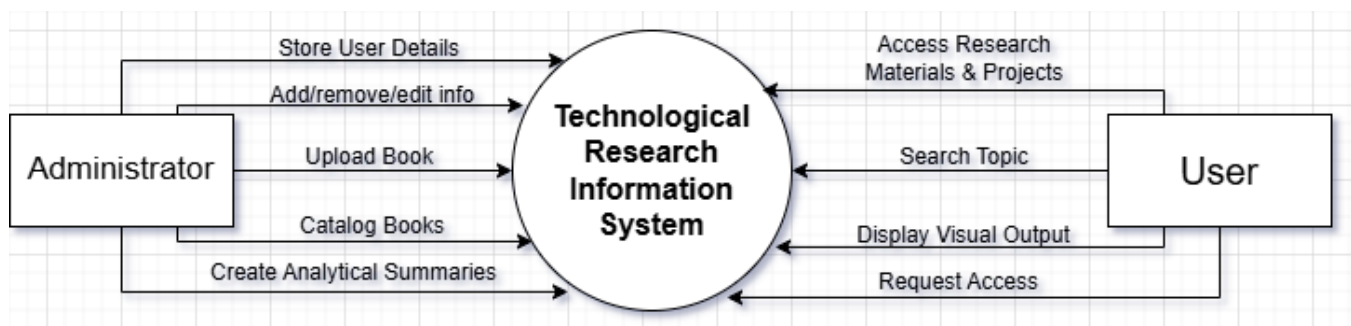 Store User Details
Add/remove/edit info
Administrator
Upload Book
Catalog Books
Create Analytical Summaries
Technological
Research
Information
System
Access Research
Materials & Projects
Search Topic
User
Display Visual Output
Request Access